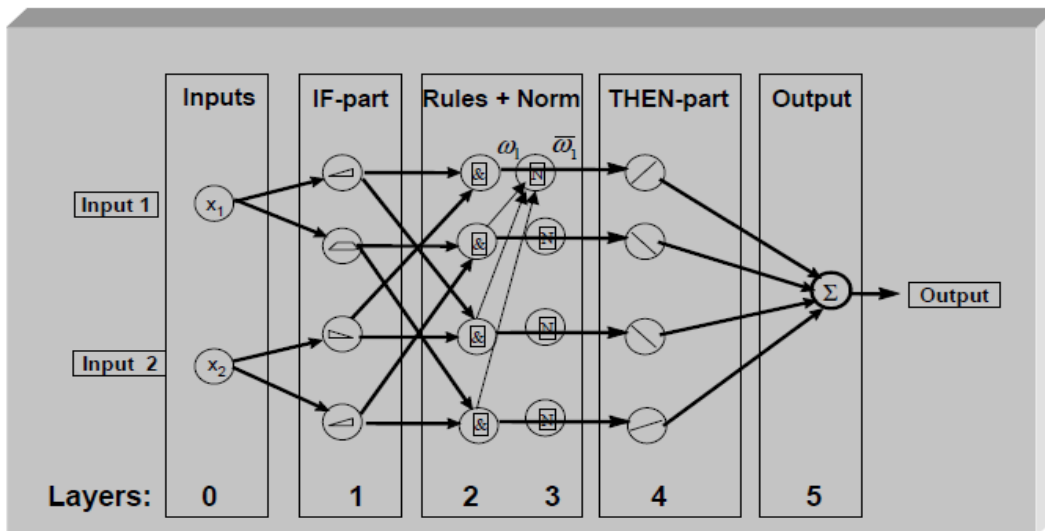 Inputs IF-part Rules + Norm THEN-part Output
ω₁ ω̅₁
& N
Input 1 x₁
& N
Σ Output
& N
Input 2 x₂
& N
Layers: 0 1 2 3 4 5